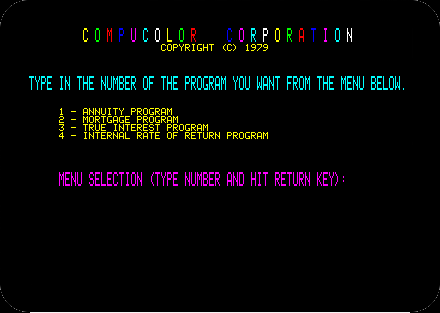 COMPUCOLOR CORPORATION
COPYRIGHT (C) 1979
TYPE IN THE NUMBER OF THE PROGRAM YOU WANT FROM THE MENU BELOW.
1 - ANNUITY PROGRAM
2 - MORTGAGE PROGRAM
3 - TRUE INTEREST PROGRAM
4 - INTERNAL RATE OF RETURN PROGRAM
MENU SELECTION (TYPE NUMBER AND HIT RETURN KEY):